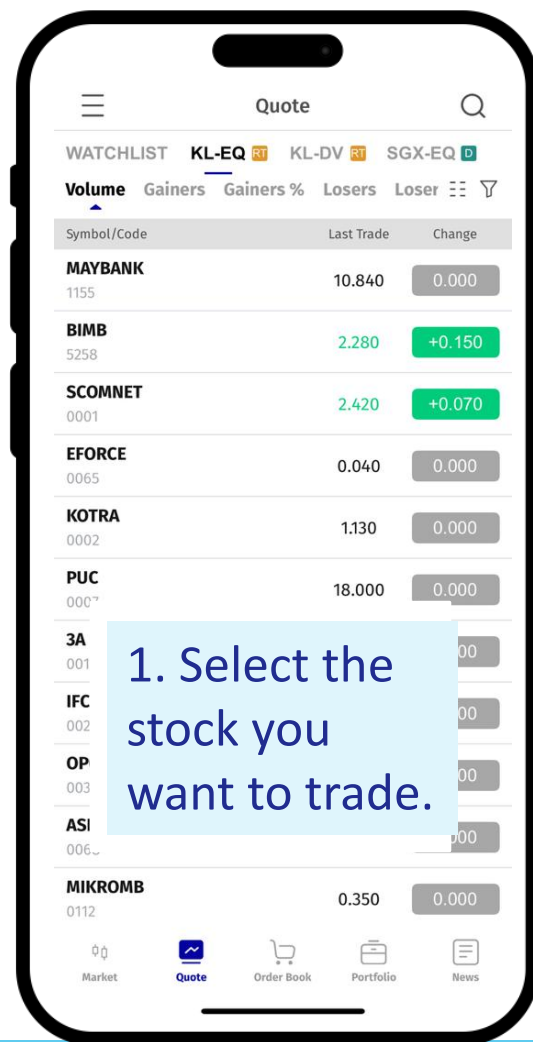 Quote
WATCHLIST KL-EQ RT KL-DV RT SGX-EQ D
Volume Gainers Gainers % Losers Loser
Symbol/Code Last Trade Change
MAYBANK
1155
10.840 0.000
BIMB
5258
2.280 +0.150
SCOMNET
0001
2.420 +0.070
EFORCE
0065
0.040 0.000
KOTRA
0002
1.130 0.000
PUC
18.000 0.000
3A
1. Select the
stock you
want to trade.
MIKROMB
0112
0.350 0.000
Market Quote Order Book Portfolio News